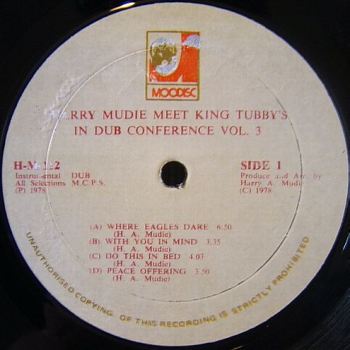 MOODISC
HARRY MUDIE MEET KING TUBBY'S
IN DUB CONFERENCE VOL. 3
SIDE 1
Instrumental DUB
All Selections M.C.P.S.
(P) 1978
Produce and Arr. by
Harry A. Mudie
(C) 1978
(A) WHERE EAGLES DARE 6.50
(H. A. Mudie)
(B) WITH YOU IN MIND 3.35
(H. A. Mudie)
(C) DO THIS IN BED 4.03
(H. A. Mudie)
(D) PEACE OFFERING 3.50
(H. A. Mudie)
UNAUTHORISED COPYING OF THIS RECORDING IS STRICTLY PROHIBITED